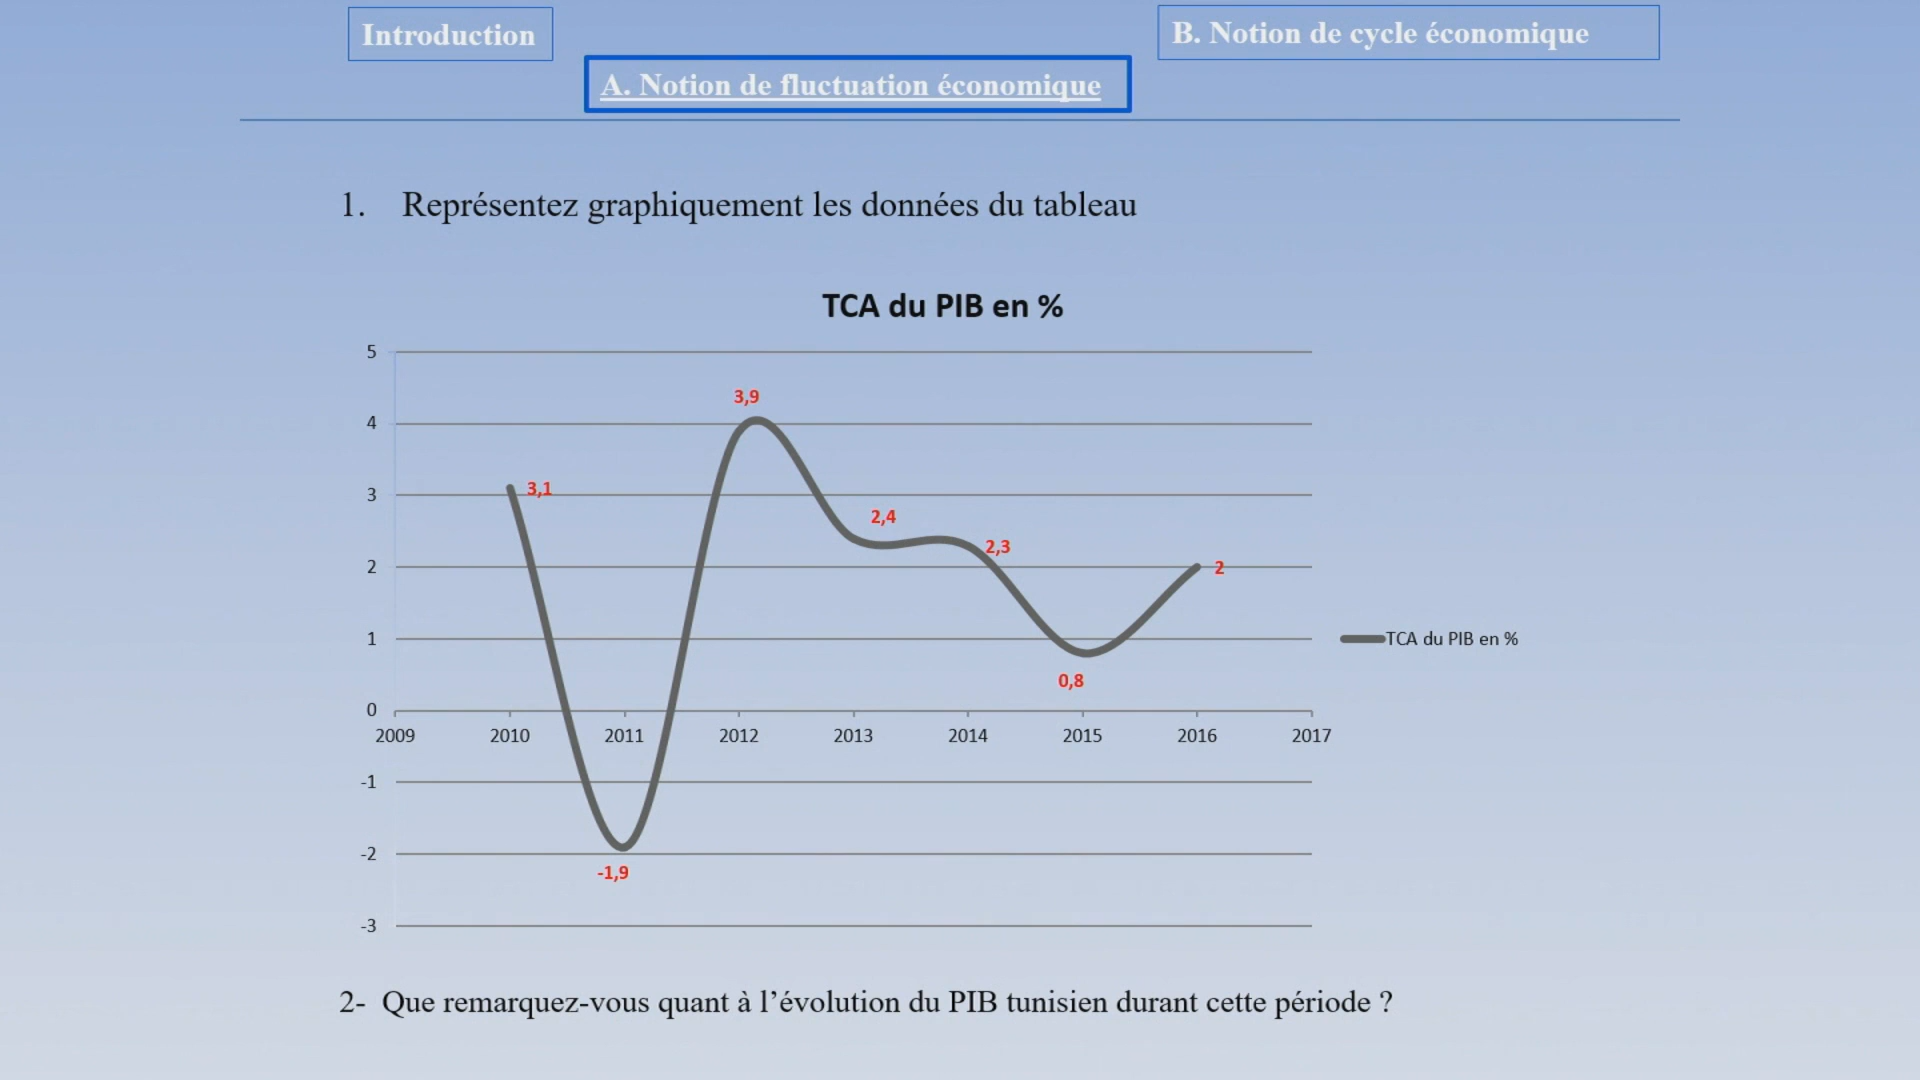 Introduction
B. Notion de cycle économique
A. Notion de fluctuation économique
1. Représentez graphiquement les données du tableau
TCA du PIB en %
5
4
3
2
1
0
-1
-2
-3
3,1
-1,9
3,9
2,4
2,3
0,8
2
2009 2010 2011 2012 2013 2014 2015 2016 2017
TCA du PIB en %
2- Que remarquez-vous quant à l’évolution du PIB tunisien durant cette période ?